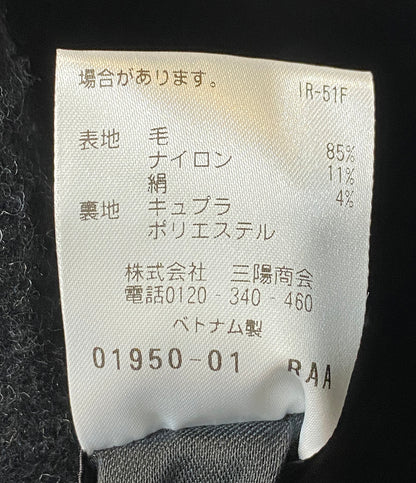 場合があります。 IR-51F
表地 毛 85%
ナイロン 11%
絹 4%
裏地 キュプラ
ポリエステル
株式会社 三陽商会
電話0120-340-460
ベトナム製
01950-01 RAA